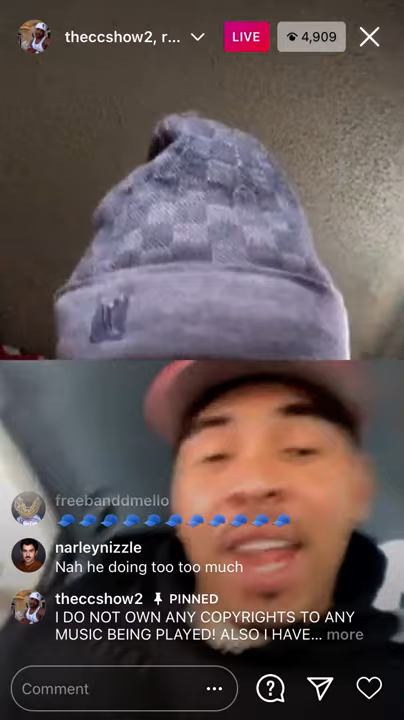 theccshow2, r...
LIVE
4,909
freebanddmello
narleynizzle
Nah he doing too too much
theccshow2 PINNED
I DO NOT OWN ANY COPYRIGHTS TO ANY
MUSIC BEING PLAYED! ALSO I HAVE... more
Comment